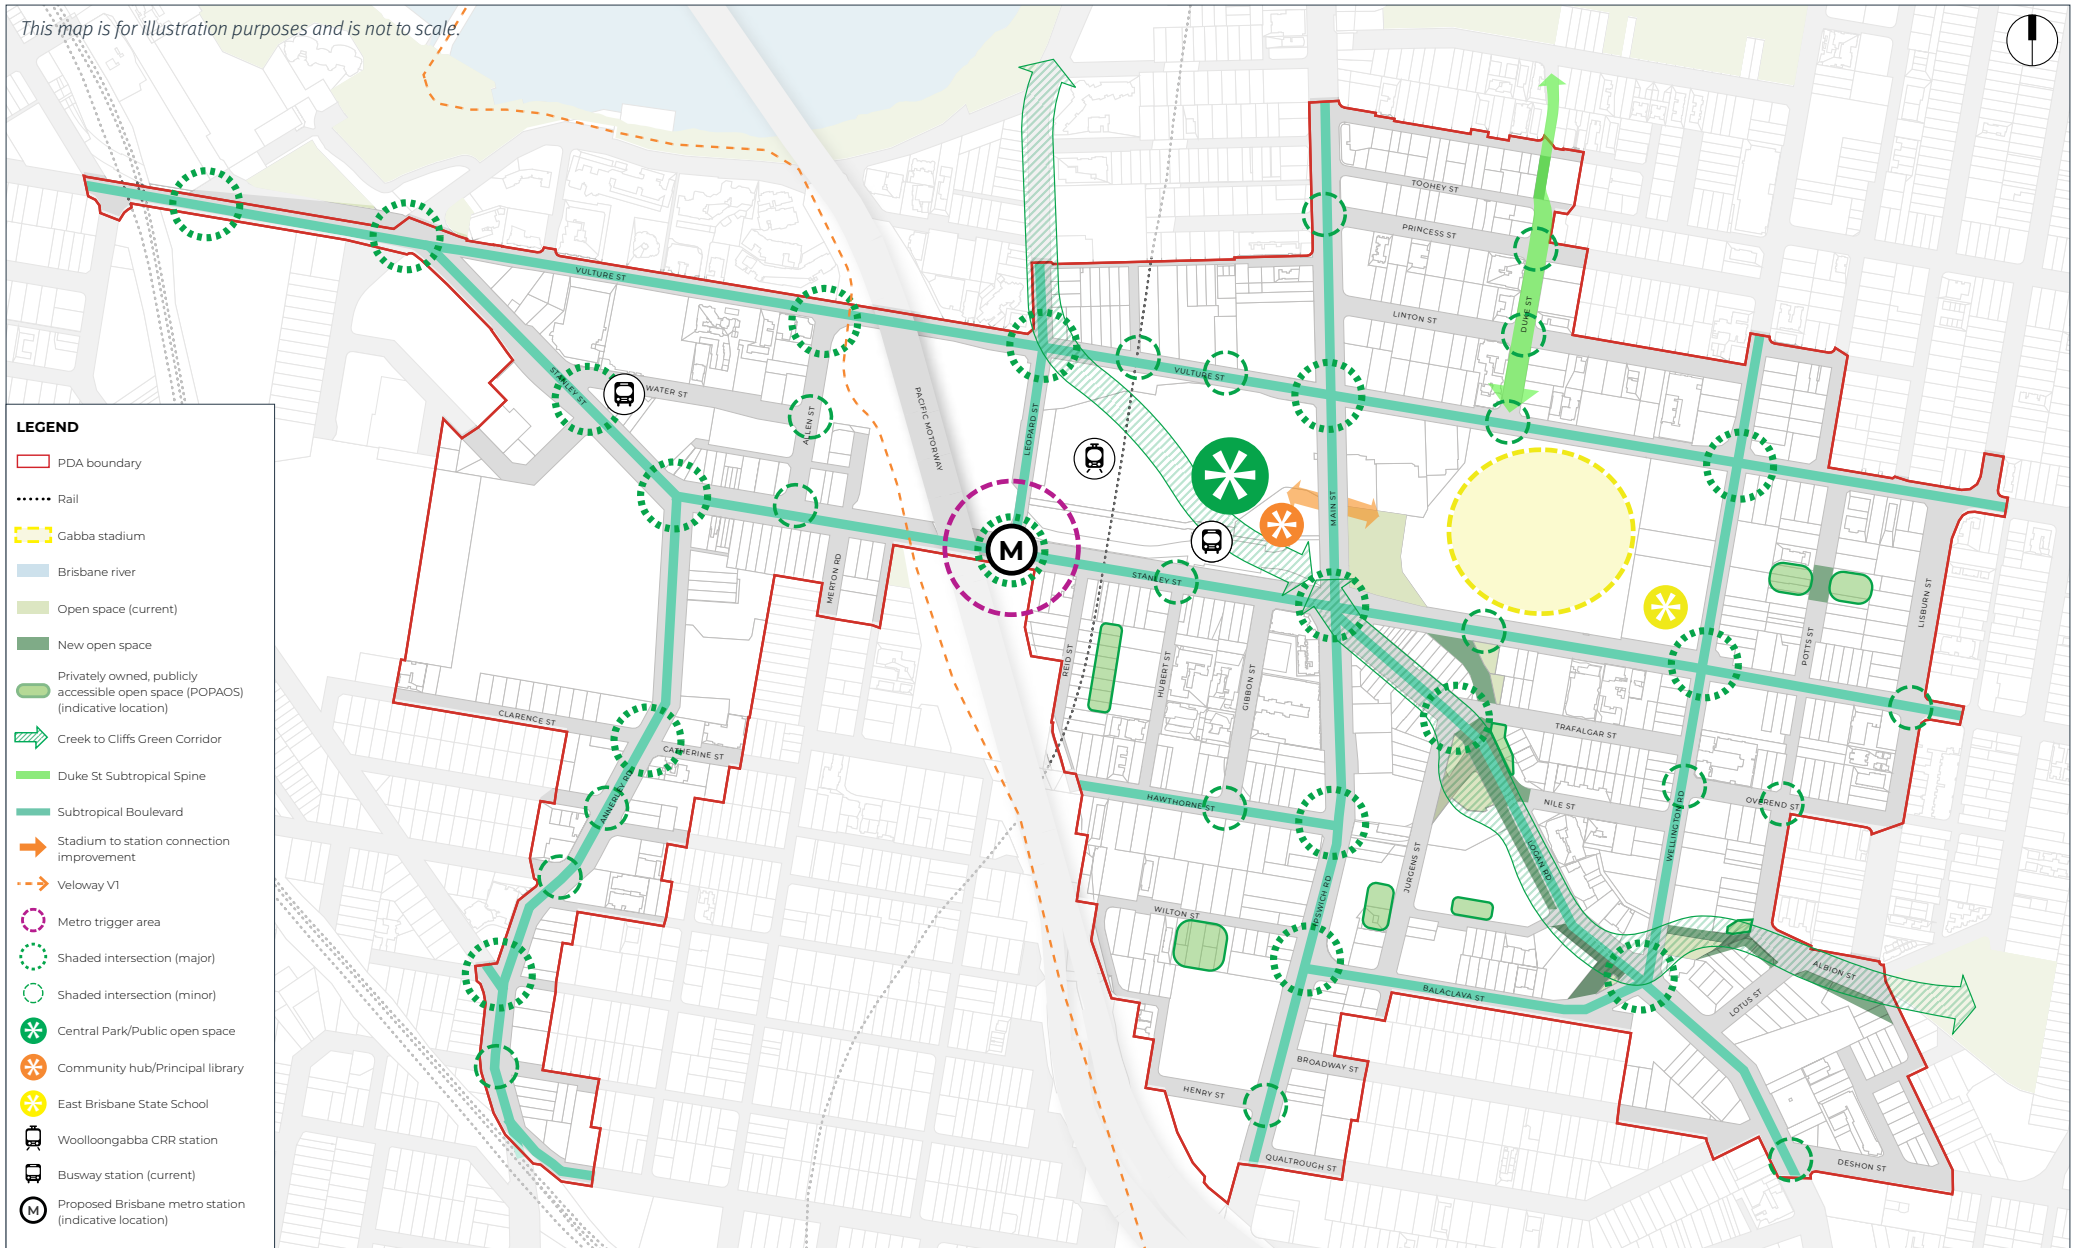 This map is for illustration purposes and is not to scale.
TOOHEY ST
PRINCESS ST
LINTON ST
DUKE ST
VULTURE ST
VULTURE ST
STANLEY ST
WATER ST
ALLEN ST
PACIFIC MOTORWAY
LEOPARD ST
MAIN ST
M
MERTON RD
STANLEY ST
REID ST
HUBERT ST
GIBBON ST
LISBURN ST
POTTS ST
TRAFALGAR ST
CLARENCE ST
CATHERINE ST
ANNERLEY RD
HAWTHORNE ST
NILE ST
OVEREND ST
WELLINGTON RD
LOGAN RD
JURGENS ST
IPSWICH RD
WILTON ST
BALACLAVA ST
ALBION ST
LOTUS ST
BROADWAY ST
HENRY ST
QUALTROUGH ST
DESHON ST
LEGEND
PDA boundary
Rail
Gabba stadium
Brisbane river
Open space (current)
New open space
Privately owned, publicly
accessible open space (POPAOS)
(indicative location)
Creek to Cliffs Green Corridor
Duke St Subtropical Spine
Subtropical Boulevard
Stadium to station connection
improvement
Veloway V1
Metro trigger area
Shaded intersection (major)
Shaded intersection (minor)
Central Park/Public open space
Community hub/Principal library
East Brisbane State School
Woolloongabba CRR station
Busway station (current)
M
Proposed Brisbane metro station
(indicative location)